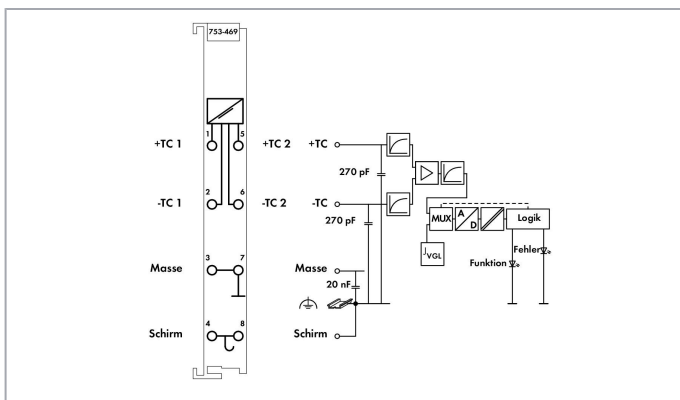 753-469
1 5
+TC 1 +TC 2 +TC
270 pF
2 6
-TC 1 -TC 2 -TC
270 pF
MUX A D Logik
J VGL
Fehler
Funktion
3 7
Masse Masse
20 nF
4 8
Schirm Schirm